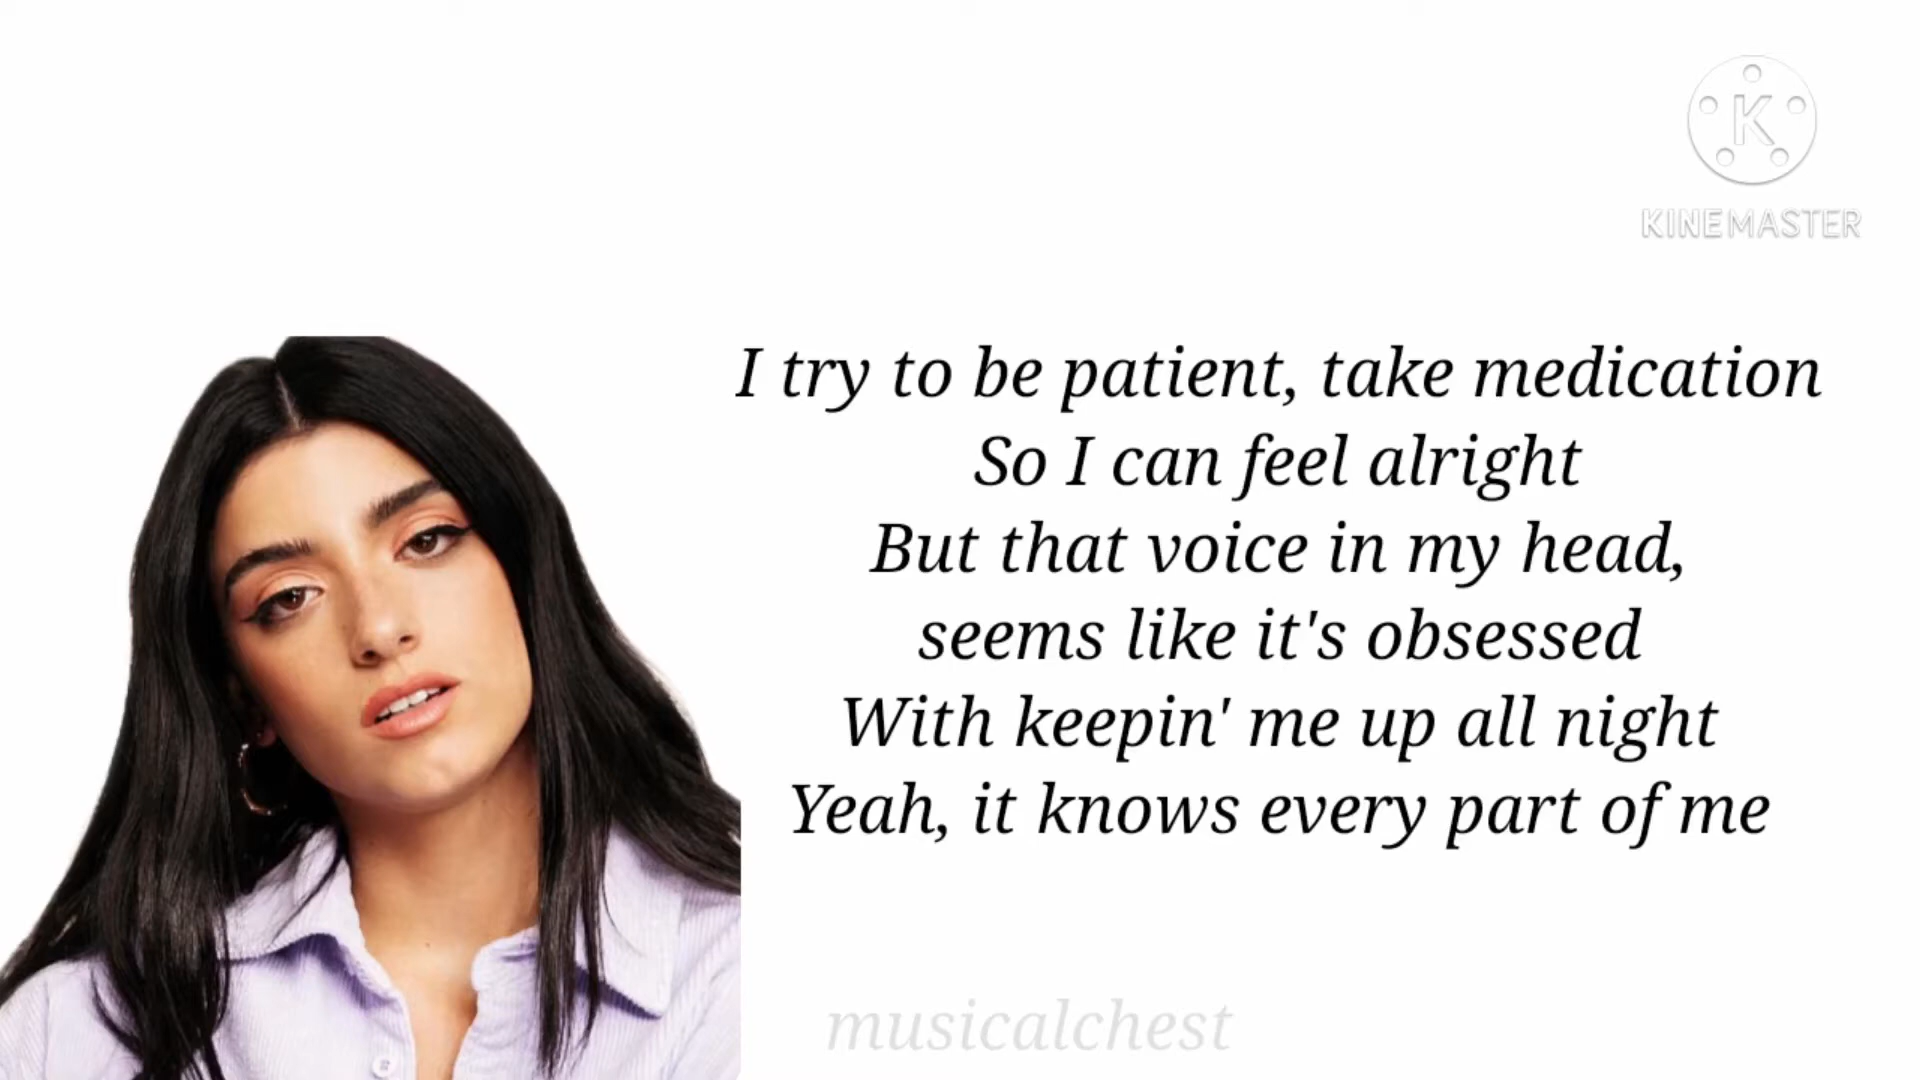 K
KINEMASTER
I try to be patient, take medication
So I can feel alright
But that voice in my head,
seems like it's obsessed
With keepin' me up all night
Yeah, it knows every part of me
musicalchest